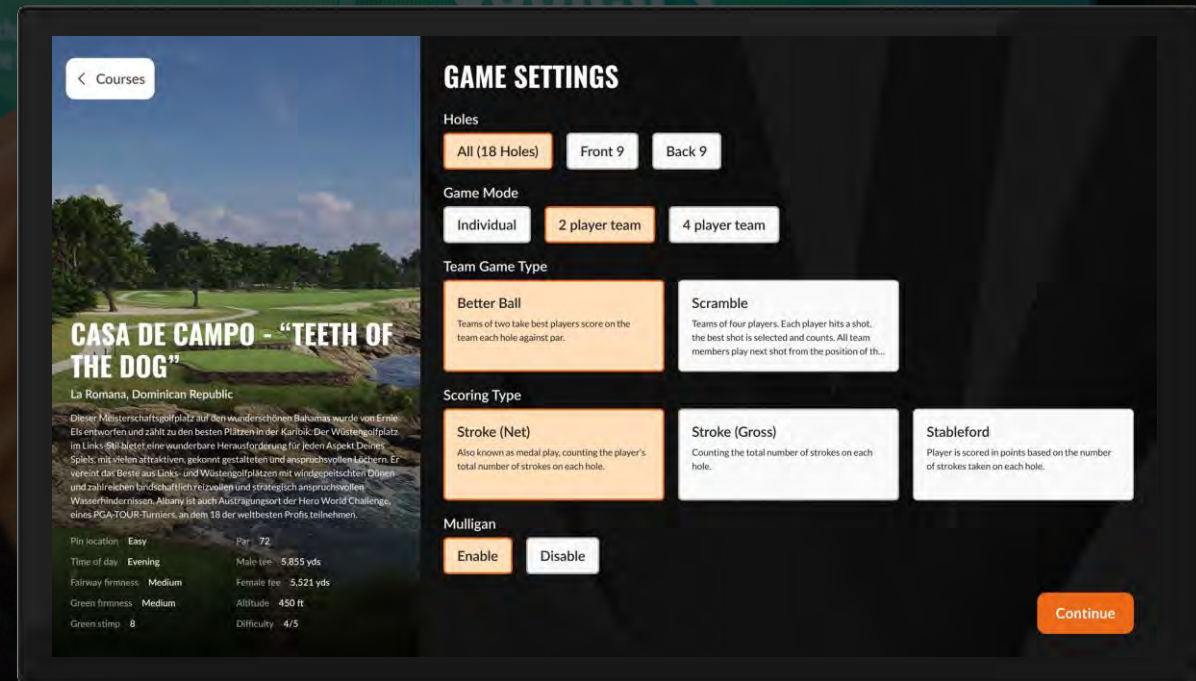 Courses
CASA DE CAMPO - “TEETH OF
THE DOG”
La Romana, Dominican Republic
Dieser Meisterschaftsgolfplatz auf den wunderschönen Bahamas wurde von Ernie
Els entworfen und zählt zu den besten Plätzen in der Karibik. Der Wüstengolfplatz
im Links-Stil bietet eine wunderbare Herausforderung für jeden Aspekt Deines
Spiels, mit vielen attraktiven, gekonnt gestalteten und anspruchsvollen Löchern. Er
vereint das Beste aus Links- und Wüstengolfplätzen mit windgepeitschten Dünen
und zahlreichen landschaftlich reizvollen und strategisch anspruchsvollen
Wasserhindernissen. Albany ist auch Austragungsort der Hero World Challenge,
eines PGA-TOUR-Turniers, an dem 18 der weltbesten Profis teilnehmen.
Pin location Easy Par 72
Time of day Evening Male tee 5,855 yds
Fairway firmness Medium Female tee 5,521 yds
Green firmness Medium Altitude 450 ft
Green stimp 8 Difficulty 4/5
GAME SETTINGS
Holes
All (18 Holes) Front 9 Back 9
Game Mode
Individual 2 player team 4 player team
Team Game Type
Better Ball
Teams of two take best players score on the
team each hole against par.
Scramble
Teams of four players. Each player hits a shot,
the best shot is selected and counts. All team
members play next shot from the position of th...
Scoring Type
Stroke (Net)
Also known as medal play, counting the player's
total number of strokes on each hole.
Stroke (Gross)
Counting the total number of strokes on each
hole.
Stableford
Player is scored in points based on the number
of strokes taken on each hole.
Mulligan
Enable Disable
Continue